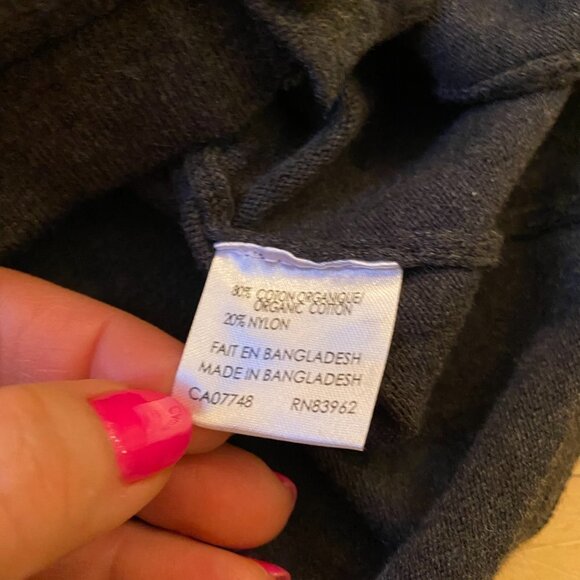 80% COTON ORGANIQUE/
ORGANIC COTTON
20% NYLON
FAIT EN BANGLADESH
MADE IN BANGLADESH
CA07748 RN83962